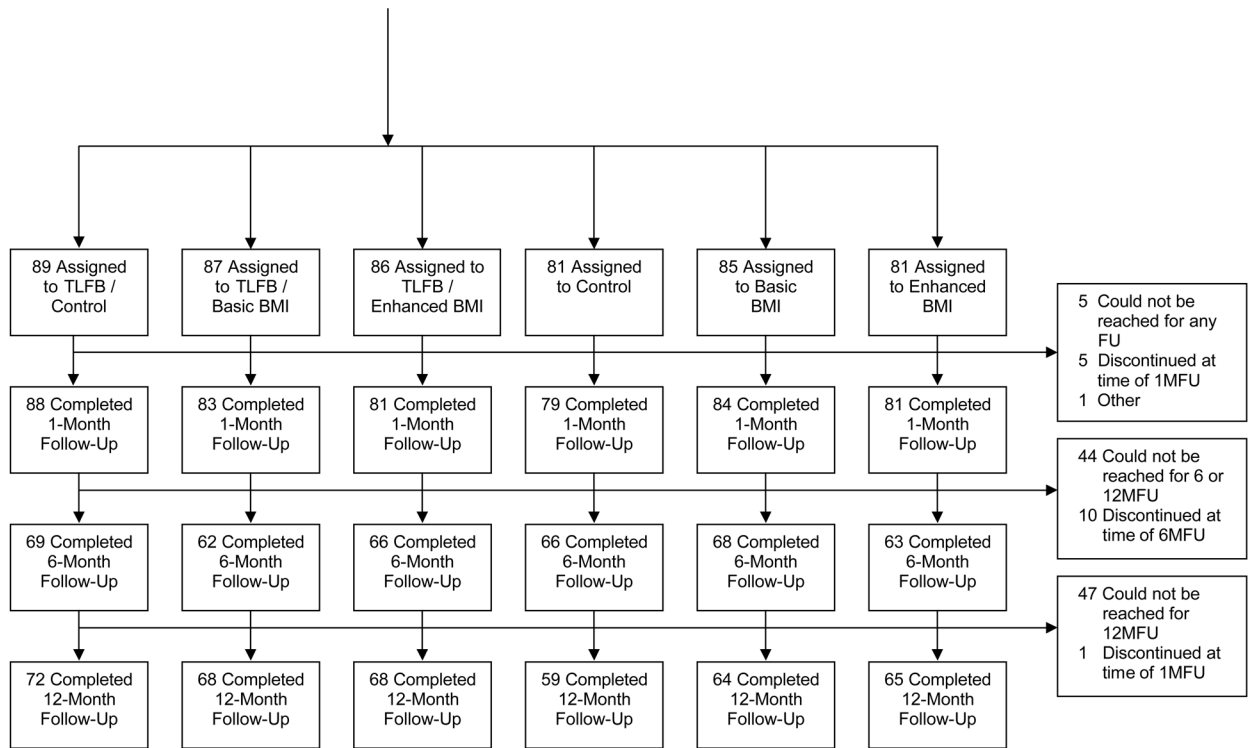 89 Assigned
to TLFB /
Control
87 Assigned
to TLFB /
Basic BMI
86 Assigned to
TLFB /
Enhanced BMI
81 Assigned
to Control
85 Assigned
to Basic
BMI
81 Assigned
to Enhanced
BMI
5 Could not be
reached for any
FU
5 Discontinued at
time of 1MFU
1 Other
88 Completed
1-Month
Follow-Up
83 Completed
1-Month
Follow-Up
81 Completed
1-Month
Follow-Up
79 Completed
1-Month
Follow-Up
84 Completed
1-Month
Follow-Up
81 Completed
1-Month
Follow-Up
44 Could not be
reached for 6 or
12MFU
10 Discontinued at
time of 6MFU
69 Completed
6-Month
Follow-Up
62 Completed
6-Month
Follow-Up
66 Completed
6-Month
Follow-Up
66 Completed
6-Month
Follow-Up
68 Completed
6-Month
Follow-Up
63 Completed
6-Month
Follow-Up
47 Could not be
reached for
12MFU
1 Discontinued at
time of 1MFU
72 Completed
12-Month
Follow-Up
68 Completed
12-Month
Follow-Up
68 Completed
12-Month
Follow-Up
59 Completed
12-Month
Follow-Up
64 Completed
12-Month
Follow-Up
65 Completed
12-Month
Follow-Up